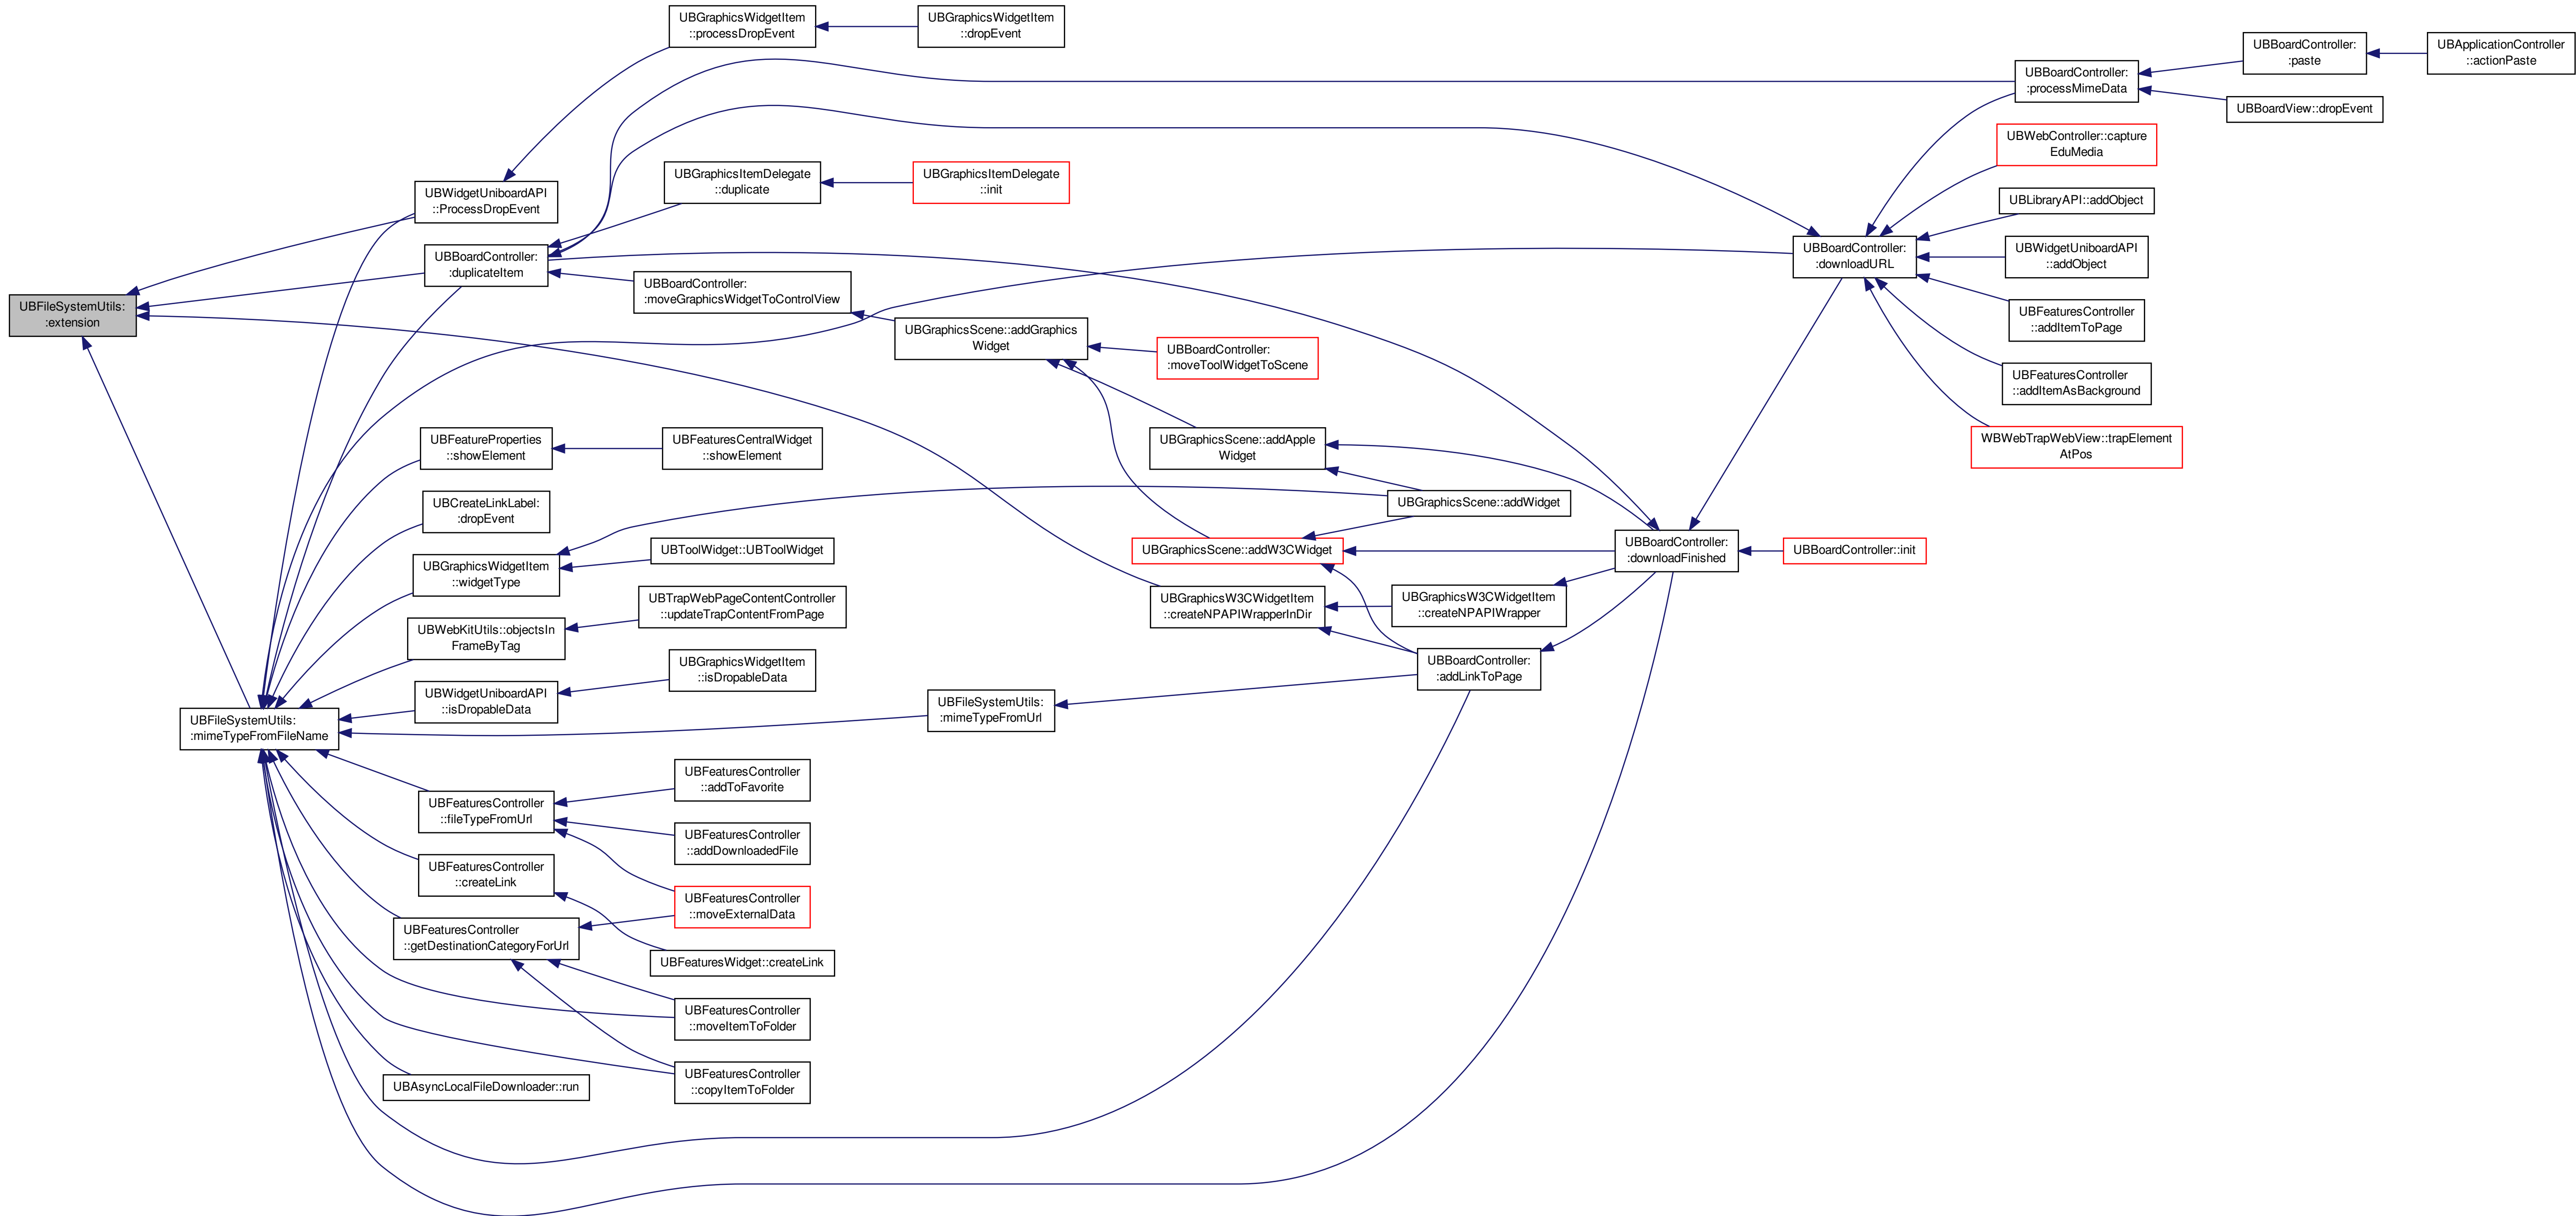 UBGraphicsWidgetItem
::processDropEvent
UBGraphicsWidgetItem
::dropEvent
UBBoardController:
:paste
UBApplicationController
::actionPaste
UBBoardController:
:processMimeData
UBBoardView::dropEvent
UBWebController::capture
EduMedia
UBGraphicsItemDelegate
::duplicate
UBGraphicsItemDelegate
::init
UBWidgetUniboardAPI
::ProcessDropEvent
UBLibraryAPI::addObject
UBBoardController:
:duplicateItem
UBBoardController:
:downloadURL
UBWidgetUniboardAPI
::addObject
UBBoardController:
:moveGraphicsWidgetToControlView
UBFileSystemUtils:
:extension
UBFeaturesController
::addItemToPage
UBGraphicsScene::addGraphics
Widget
UBBoardController:
:moveToolWidgetToScene
UBFeaturesController
::addItemAsBackground
UBFeatureProperties
::showElement
UBFeaturesCentralWidget
::showElement
UBGraphicsScene::addApple
Widget
WBWebTrapWebView::trapElement
AtPos
UBCreateLinkLabel:
:dropEvent
UBGraphicsScene::addWidget
UBGraphicsWidgetItem
::widgetType
UBToolWidget::UBToolWidget
UBGraphicsScene::addW3CWidget
UBBoardController:
:downloadFinished
UBBoardController::init
UBTrapWebPageContentController
::updateTrapContentFromPage
UBGraphicsW3CWidgetItem
::createNPAPIWrapperInDir
UBGraphicsW3CWidgetItem
::createNPAPIWrapper
UBWebKitUtils::objectsIn
FrameByTag
UBGraphicsWidgetItem
::isDropableData
UBBoardController:
:addLinkToPage
UBWidgetUniboardAPI
::isDropableData
UBFileSystemUtils:
:mimeTypeFromUrl
UBFileSystemUtils:
:mimeTypeFromFileName
UBFeaturesController
::addToFavorite
UBFeaturesController
::fileTypeFromUrl
UBFeaturesController
::addDownloadedFile
UBFeaturesController
::createLink
UBFeaturesController
::moveExternalData
UBFeaturesController
::getDestinationCategoryForUrl
UBFeaturesWidget::createLink
UBFeaturesController
::moveItemToFolder
UBAsyncLocalFileDownloader::run
UBFeaturesController
::copyItemToFolder